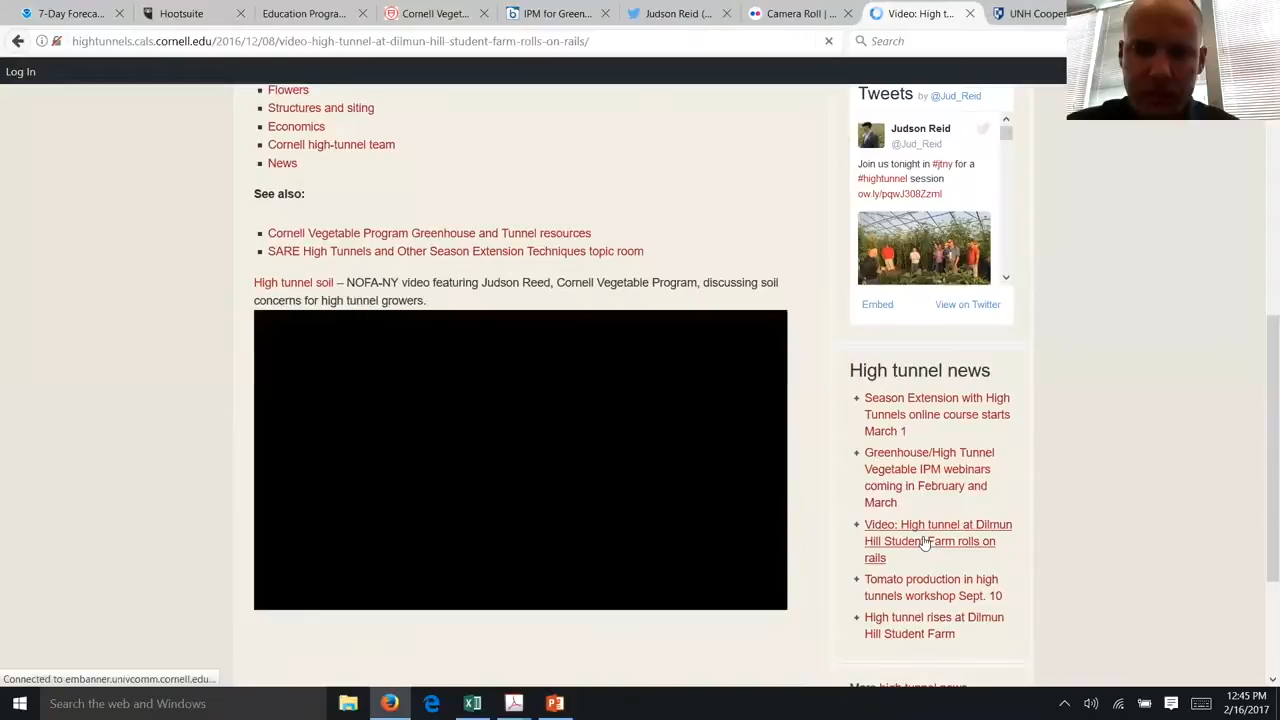 7-Day Forec...
Hootsuite
Education Progra...
Cornell Vegetab...
IPM for Green...
Judson Reid (...
Camera Roll | ...
Video: High t...
UNH Cooper
hightunnels.cals.cornell.edu/2016/12/08/video-high-tunnel-at-dilmun-hill-student-farm-rolls-on-rails/
Search
Log In
Flowers
Structures and siting
Economics
Cornell high-tunnel team
News
See also:
Cornell Vegetable Program Greenhouse and Tunnel resources
SARE High Tunnels and Other Season Extension Techniques topic room
High tunnel soil – NOFA-NY video featuring Judson Reed, Cornell Vegetable Program, discussing soil
concerns for high tunnel growers.
Tweets by @Jud_Reid
Judson Reid
@Jud_Reid
Join us tonight in #jtny for a
#hightunnel session
ow.ly/pqwJ308Zzml
Embed
View on Twitter
High tunnel news
Season Extension with High
Tunnels online course starts
March 1
Greenhouse/High Tunnel
Vegetable IPM webinars
coming in February and
March
Video: High tunnel at Dilmun
Hill Student Farm rolls on
rails
Tomato production in high
tunnels workshop Sept. 10
High tunnel rises at Dilmun
Hill Student Farm
More high tunnel news
Connected to embanner.univcomm.cornell.edu...
Search the web and Windows
12:45 PM
2/16/2017